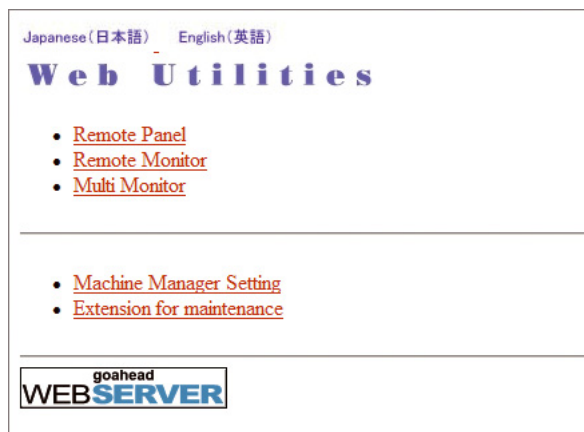 Japanese(日本語) English(英語)
Web Utilities
Remote Panel
Remote Monitor
Multi Monitor
Machine Manager Setting
Extension for maintenance
goahead
WEBSERVER